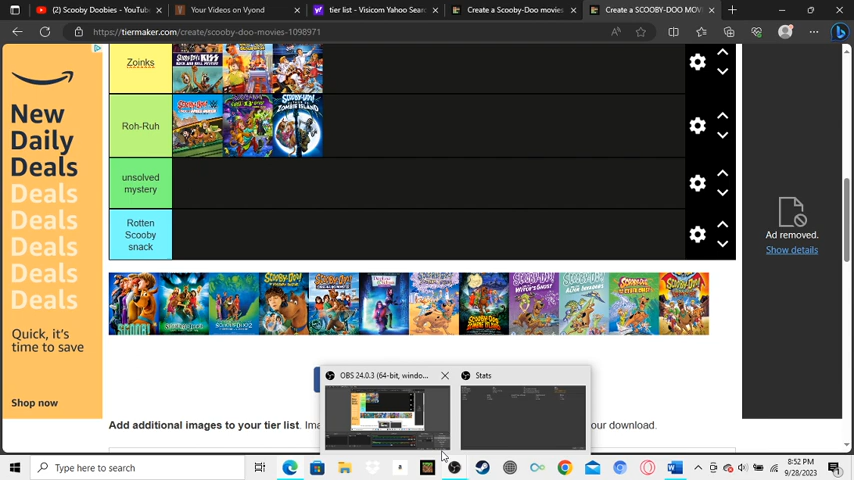 (2) Scooby Doobies - YouTub
Your Videos on Vyond
tier list - Visicom Yahoo Sear
Create a Scooby-Doo movies
Create a SCOOBY-DOO MOV
https://tiermaker.com/create/scooby-doo-movies-1098971
New
Daily
Deals
Deals
Deals
Deals
Deals
Deals
Quick, it's
time to save
Shop now
Zoinks
Roh-Ruh
unsolved
mystery
Rotten
Scooby
snack
Ad removed.
Show details
OBS 24.0.3 (64-bit, windo...
Stats
Add additional images to your tier list. Ima
our download.
Type here to search
8:52 PM
9/28/2023